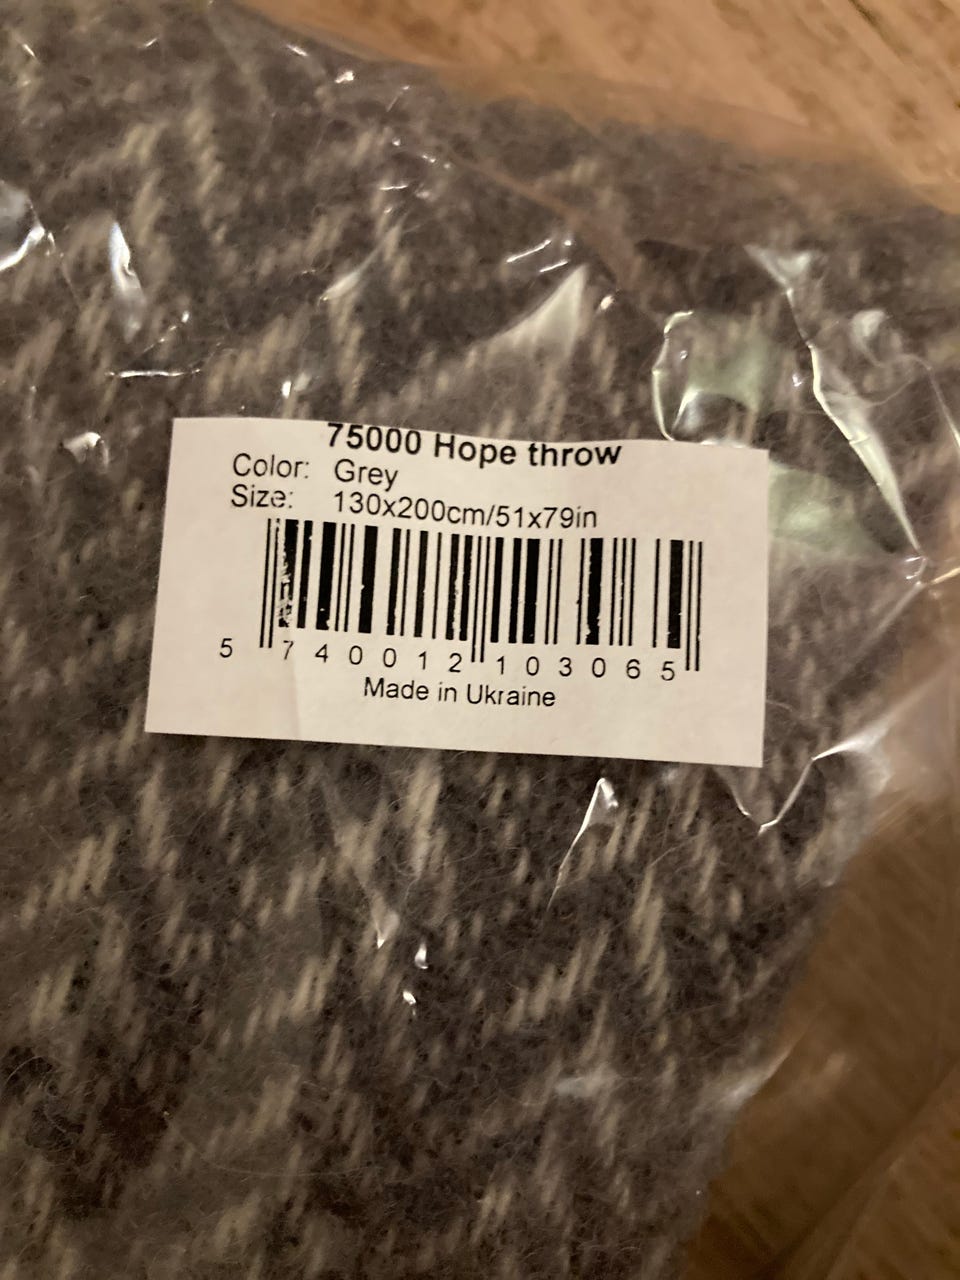 75000 Hope throw
Color: Grey
Size: 130x200cm/51x79in
5 740012 103065
Made in Ukraine